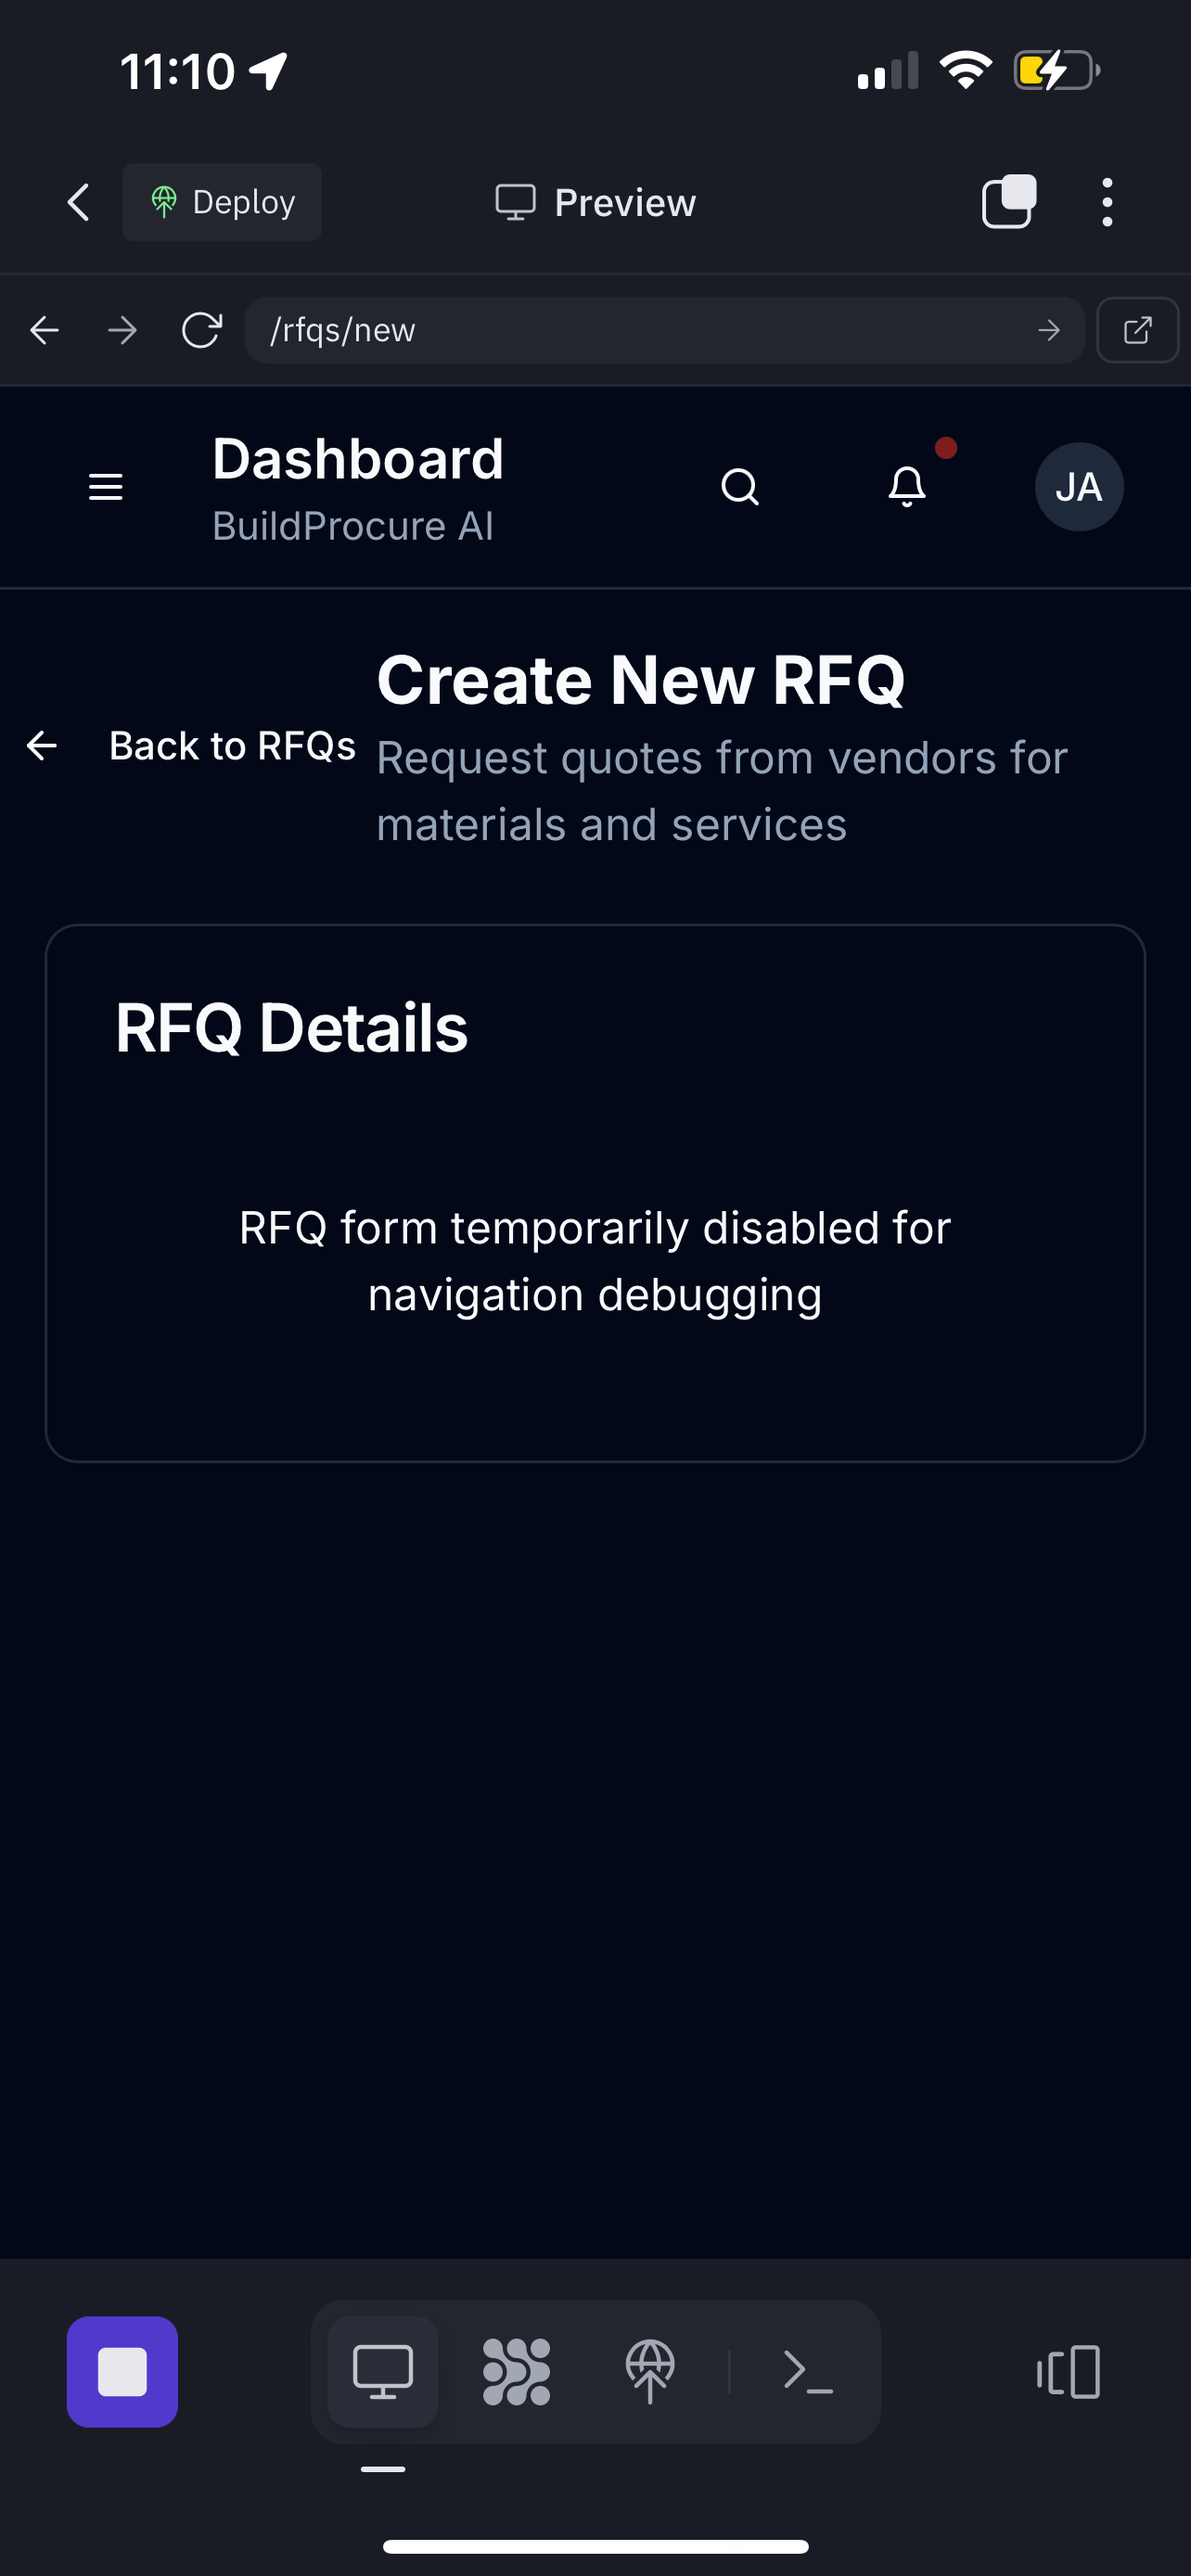 11:10
Deploy
Preview
/rfqs/new
Dashboard
BuildProcure AI
JA
Back to RFQs
Create New RFQ
Request quotes from vendors for
materials and services
RFQ Details
RFQ form temporarily disabled for
navigation debugging